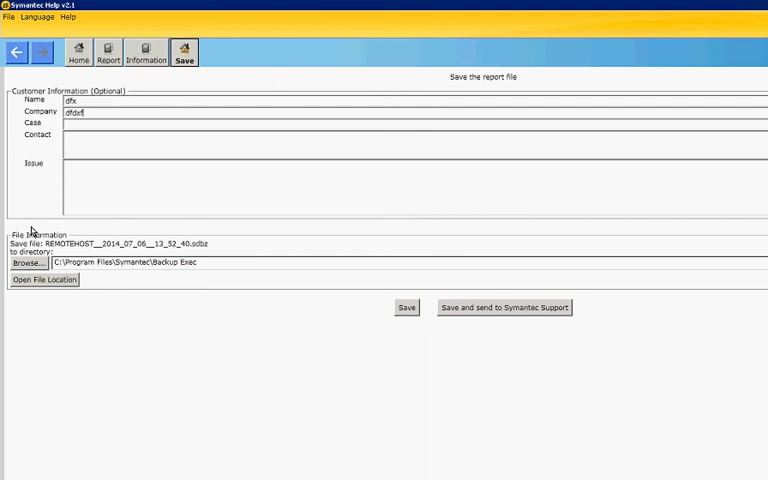 Symantec Help v2.1
File Language Help
Home Report Information Save
Save the report file
Customer Information (Optional)
Name dfx
Company dfdxf
Case
Contact
Issue
File Information
Save file: REMOTEHOST__2014_07_06__13_52_40.sdbz
to directory:
Browse... C:\Program Files\Symantec\Backup Exec
Open File Location
Save Save and send to Symantec Support